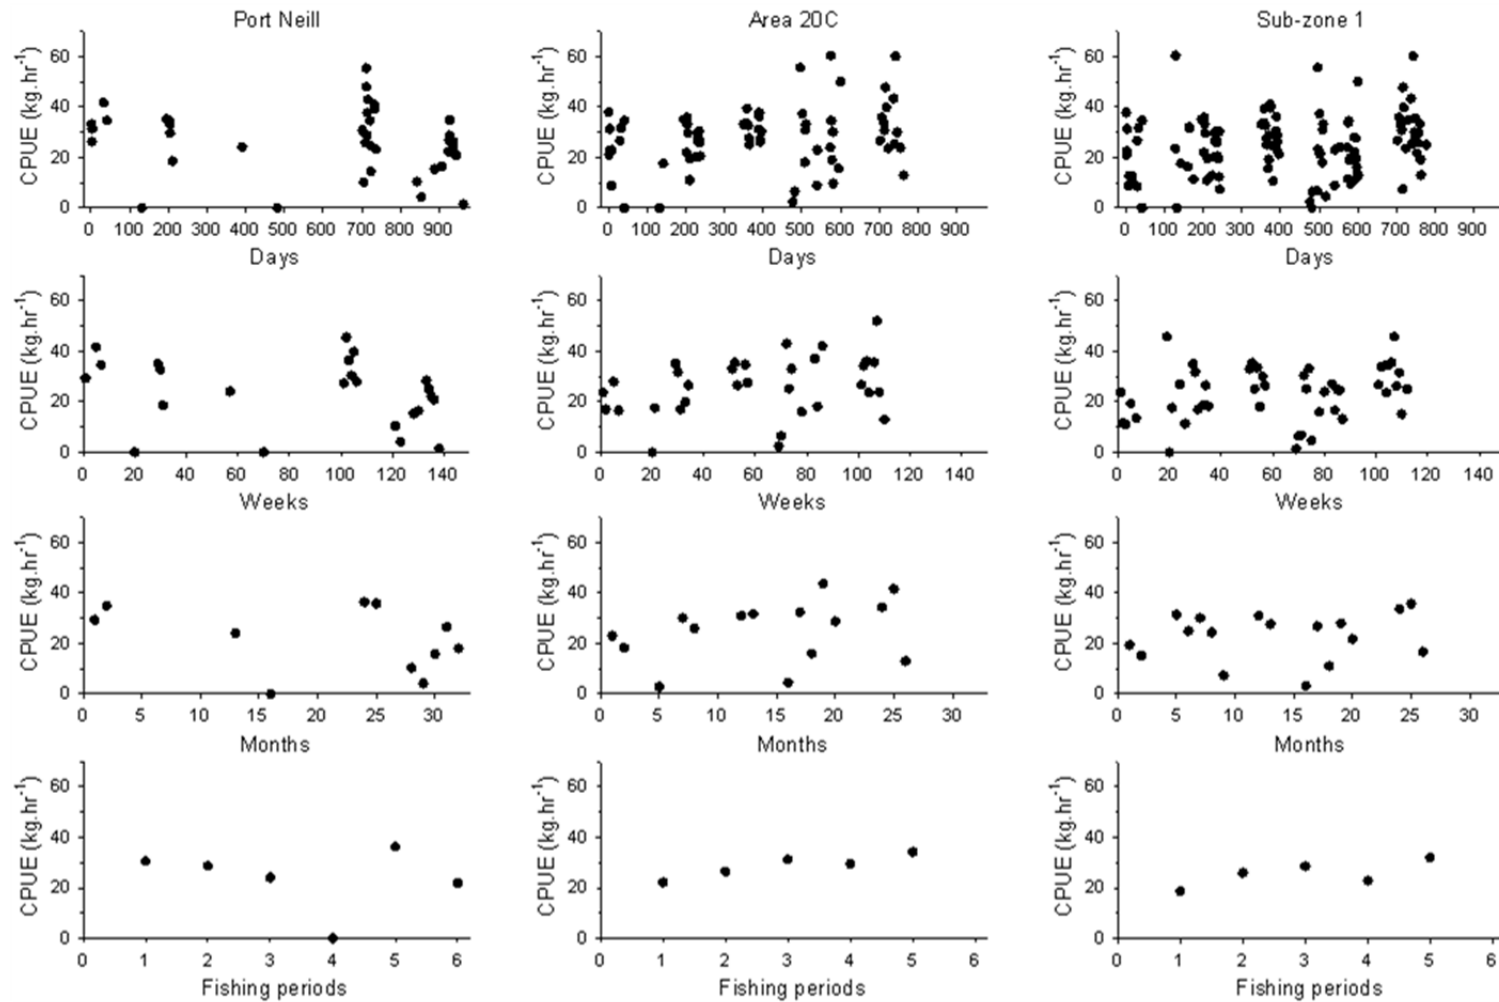 Port Neill Area 20C Sub-zone 1
CPUE (kg.hr⁻¹) CPUE (kg.hr⁻¹) CPUE (kg.hr⁻¹)
60 60 60
40 40 40
20 20 20
0 0 0
0 100 200 300 400 500 600 700 800 900 0 100 200 300 400 500 600 700 800 900 0 100 200 300 400 500 600 700 800 900
Days Days Days
CPUE (kg.hr⁻¹) CPUE (kg.hr⁻¹) CPUE (kg.hr⁻¹)
60 60 60
40 40 40
20 20 20
0 0 0
0 20 40 60 80 100 120 140 0 20 40 60 80 100 120 140 0 20 40 60 80 100 120 140
Weeks Weeks Weeks
CPUE (kg.hr⁻¹) CPUE (kg.hr⁻¹) CPUE (kg.hr⁻¹)
60 60 60
40 40 40
20 20 20
0 0 0
0 5 10 15 20 25 30 0 5 10 15 20 25 30 0 5 10 15 20 25 30
Months Months Months
CPUE (kg.hr⁻¹) CPUE (kg.hr⁻¹) CPUE (kg.hr⁻¹)
60 60 60
40 40 40
20 20 20
0 0 0
0 1 2 3 4 5 6 0 1 2 3 4 5 6 0 1 2 3 4 5 6
Fishing periods Fishing periods Fishing periods